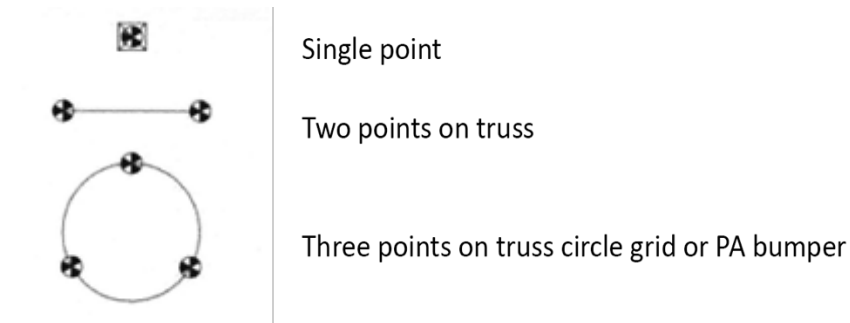 Single point
Two points on truss
Three points on truss circle grid or PA bumper